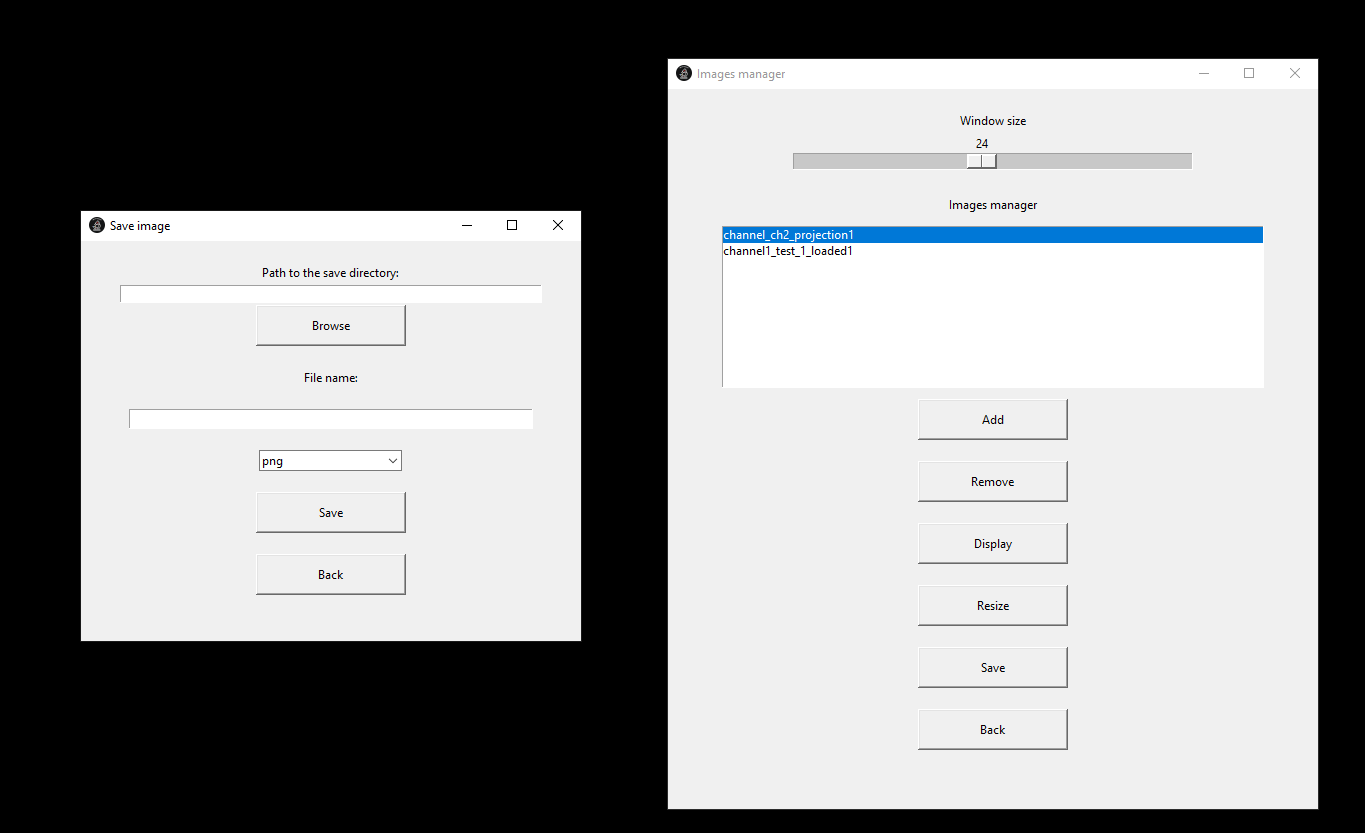 Save image
Path to the save directory:
Browse
File name:
png
Save
Back
Images manager
Window size
24
Images manager
channel_ch2_projection1
channel1_test_1_loaded1
Add
Remove
Display
Resize
Save
Back